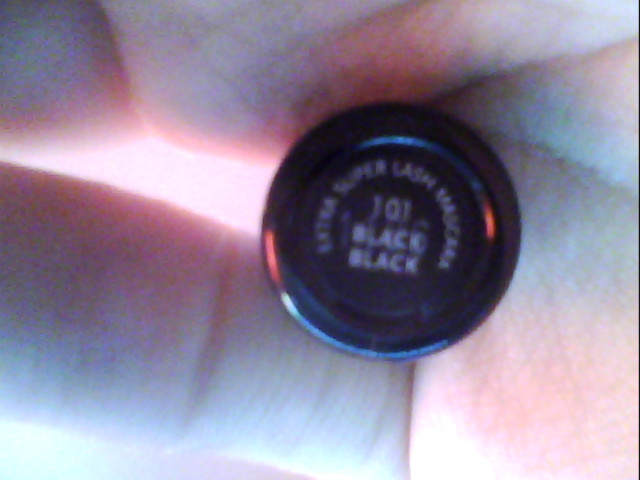 EXTRA SUPER LASH MASCARA
101
BLACK
BLACK